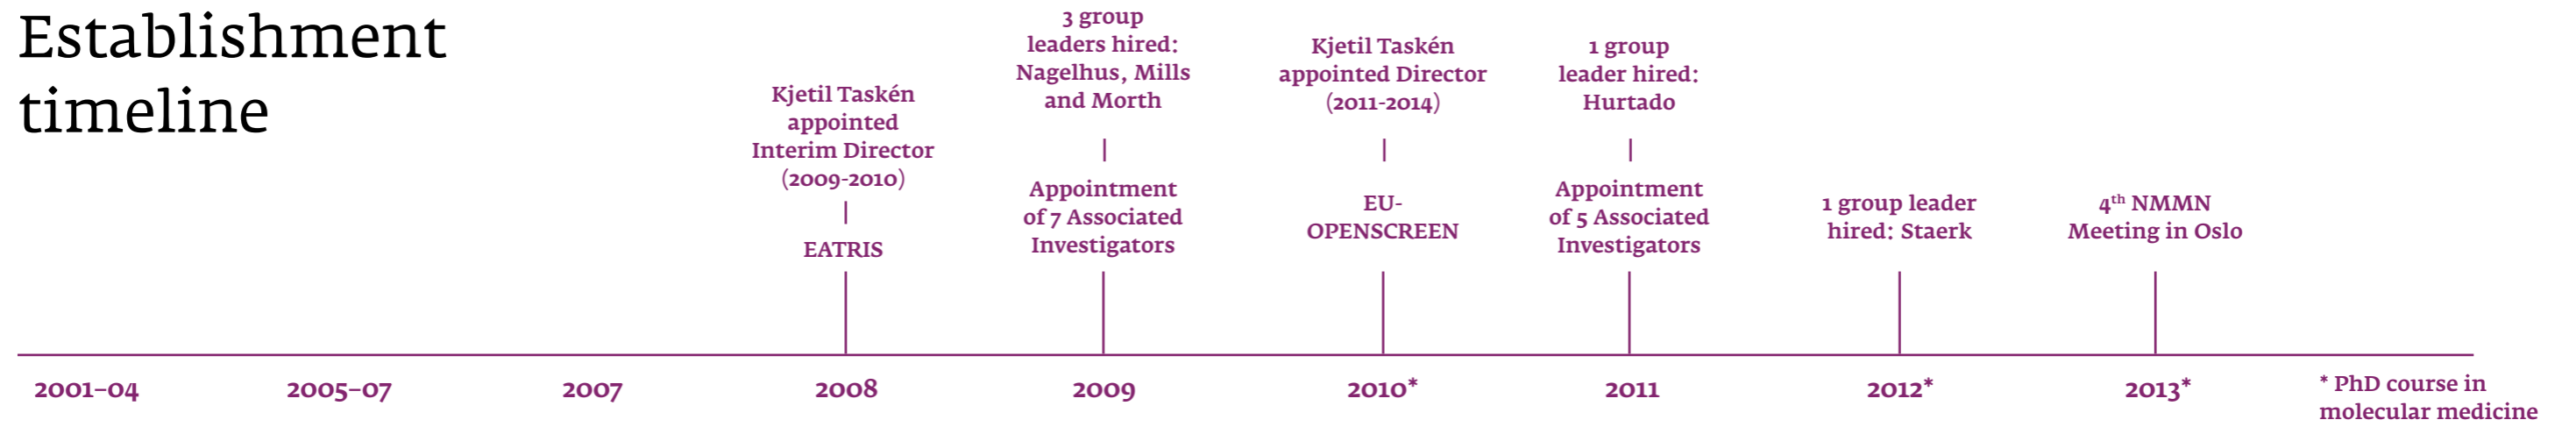 Establishment
timeline
Kjetil Taskén
appointed
Interim Director
(2009-2010)
EATRIS
3 group
leaders hired:
Nagelhus, Mills
and Morth
Appointment
of 7 Associated
Investigators
Kjetil Taskén
appointed Director
(2011-2014)
EU-
OPENSCREEN
1 group
leader hired:
Hurtado
Appointment
of 5 Associated
Investigators
1 group leader
hired: Staerk
4th NMMN
Meeting in Oslo
2001–04
2005–07
2007
2008
2009
2010*
2011
2012*
2013*
* PhD course in
molecular medicine